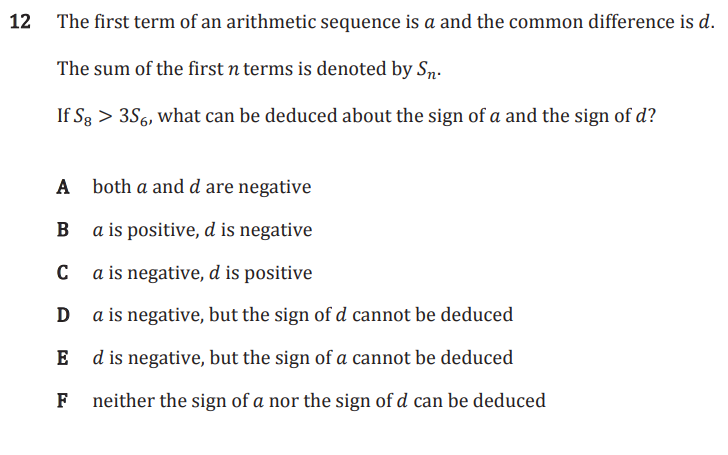 12 The first term of an arithmetic sequence is a and the common difference is d.
The sum of the first n terms is denoted by Sₙ.
If S₈ > 3S₆, what can be deduced about the sign of a and the sign of d?
A both a and d are negative
B a is positive, d is negative
C a is negative, d is positive
D a is negative, but the sign of d cannot be deduced
E d is negative, but the sign of a cannot be deduced
F neither the sign of a nor the sign of d can be deduced